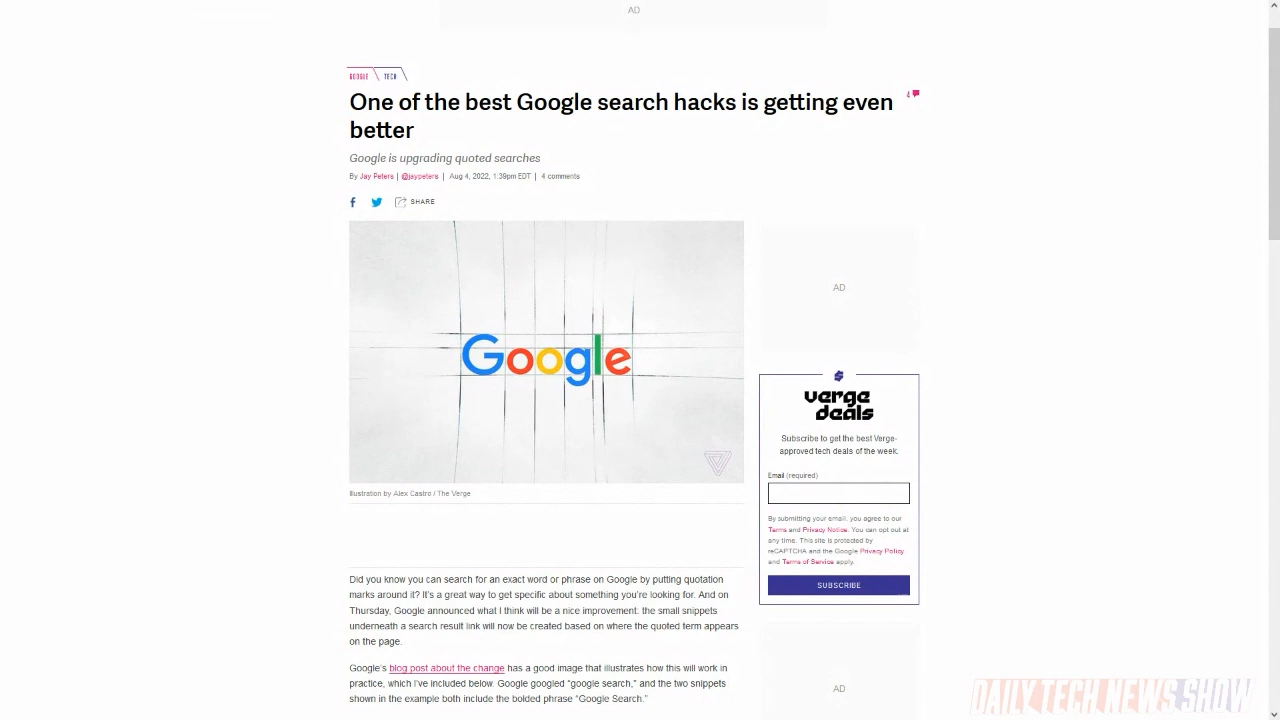 AD
GOOGLE
TECH
One of the best Google search hacks is getting even
better
4
Google is upgrading quoted searches
By Jay Peters | @jaypeters | Aug 4, 2022, 1:39pm EDT | 4 comments
SHARE
Google
Illustration by Alex Castro / The Verge
Did you know you can search for an exact word or phrase on Google by putting quotation
marks around it? It's a great way to get specific about something you're looking for. And on
Thursday, Google announced what I think will be a nice improvement: the small snippets
underneath a search result link will now be created based on where the quoted term appears
on the page.
Google's blog post about the change has a good image that illustrates how this will work in
practice, which I've included below. Google googled "google search," and the two snippets
shown in the example both include the bolded phrase "Google Search."
AD
verge
deals
Subscribe to get the best Verge-
approved tech deals of the week.
Email (required)
By submitting your email, you agree to our
Terms and Privacy Notice. You can opt out at
any time. This site is protected by
reCAPTCHA and the Google Privacy Policy
and Terms of Service apply.
SUBSCRIBE
AD
DAILY TECH NEWS SHOW